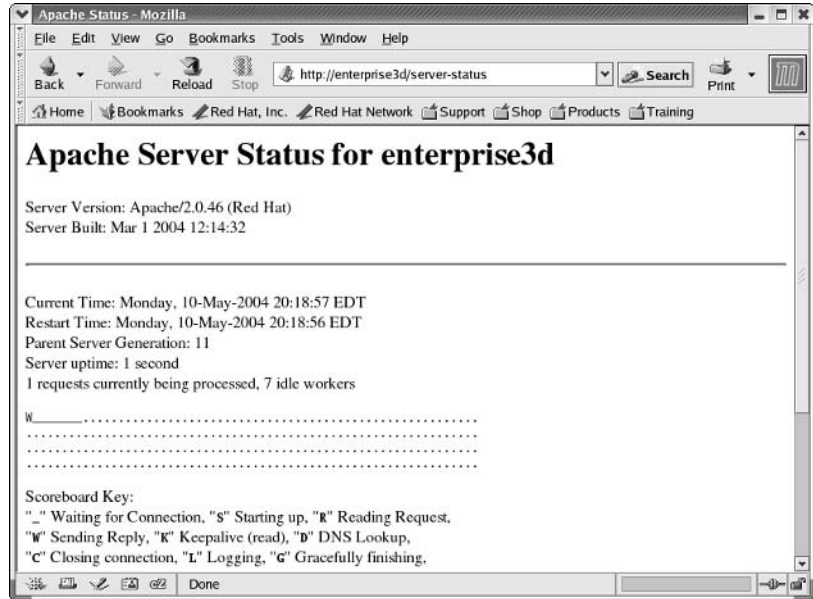 Apache Status - Mozilla
File Edit View Go Bookmarks Tools Window Help
Back Forward Reload Stop http://enterprise3d/server-status Search Print
Home Bookmarks Red Hat, Inc. Red Hat Network Support Shop Products Training
Apache Server Status for enterprise3d
Server Version: Apache/2.0.46 (Red Hat)
Server Built: Mar 1 2004 12:14:32
Current Time: Monday, 10-May-2004 20:18:57 EDT
Restart Time: Monday, 10-May-2004 20:18:56 EDT
Parent Server Generation: 11
Server uptime: 1 second
1 requests currently being processed, 7 idle workers
W_______........................................................
................................................................
................................................................
................................................................
Scoreboard Key:
"_" Waiting for Connection, "S" Starting up, "R" Reading Request,
"W" Sending Reply, "K" Keepalive (read), "D" DNS Lookup,
"C" Closing connection, "L" Logging, "G" Gracefully finishing,
Done